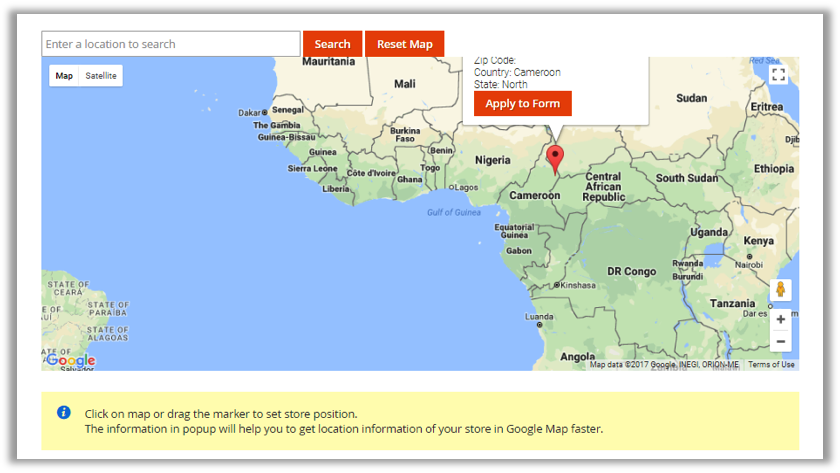 Enter a location to search
Search
Reset Map
Map
Satellite
Zip Code:
Country: Cameroon
State: North
Apply to Form
Mauritania
Mali
Sudan
Red Sea
Eritrea
Dakar
Senegal
The Gambia
Guinea-Bissau
Burkina
Faso
Guinea
Benin
Nigeria
Togo
Sierra Leone
Côte d'Ivoire
Ghana
Liberia
Lagos
Cameroon
Central
African
Republic
South Sudan
Ethiopia
Gulf of Guinea
Equatorial
Guinea
Gabon
Uganda
Kenya
Nairobi
DR Congo
Rwanda
Burundi
Kinshasa
Tanzania
Dar es
Luanda
Angola
STATE OF
CEARÁ
STATE OF
PARAÍBA
STATE OF
ALAGOAS
Salvador
Google
Map data ©2017 Google, INEGI, ORION-ME
Terms of Use
Click on map or drag the marker to set store position.
The information in popup will help you to get location information of your store in Google Map faster.